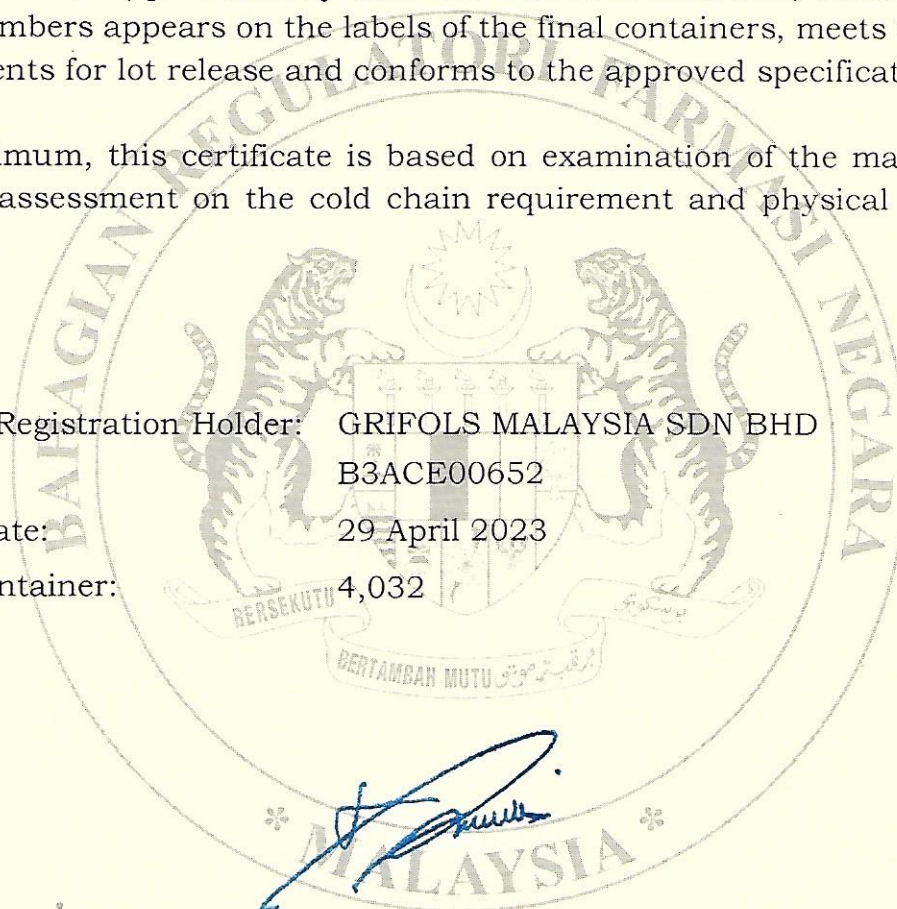 mbers appears on the labels of the final containers, meets
ents for lot release and conforms to the approved specificat
imum, this certificate is based on examination of the ma
assessment on the cold chain requirement and physical
Registration Holder: GRIFOLS MALAYSIA SDN BHD
B3ACE00652
ate: 29 April 2023
ntainer: 4,032
BAHAGIAN REGULATORI FARMASI NEGARA
BERSEKUTU
BERTAMBAH MUTU
* MALAYSIA *